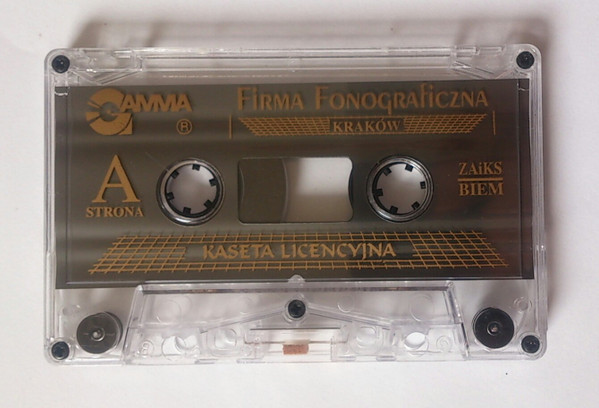 GAMMA
®
FIRMA FONOGRAFICZNA
KRAKÓW
A
STRONA
ZAiKS
BIEM
KASETA LICENCYJNA